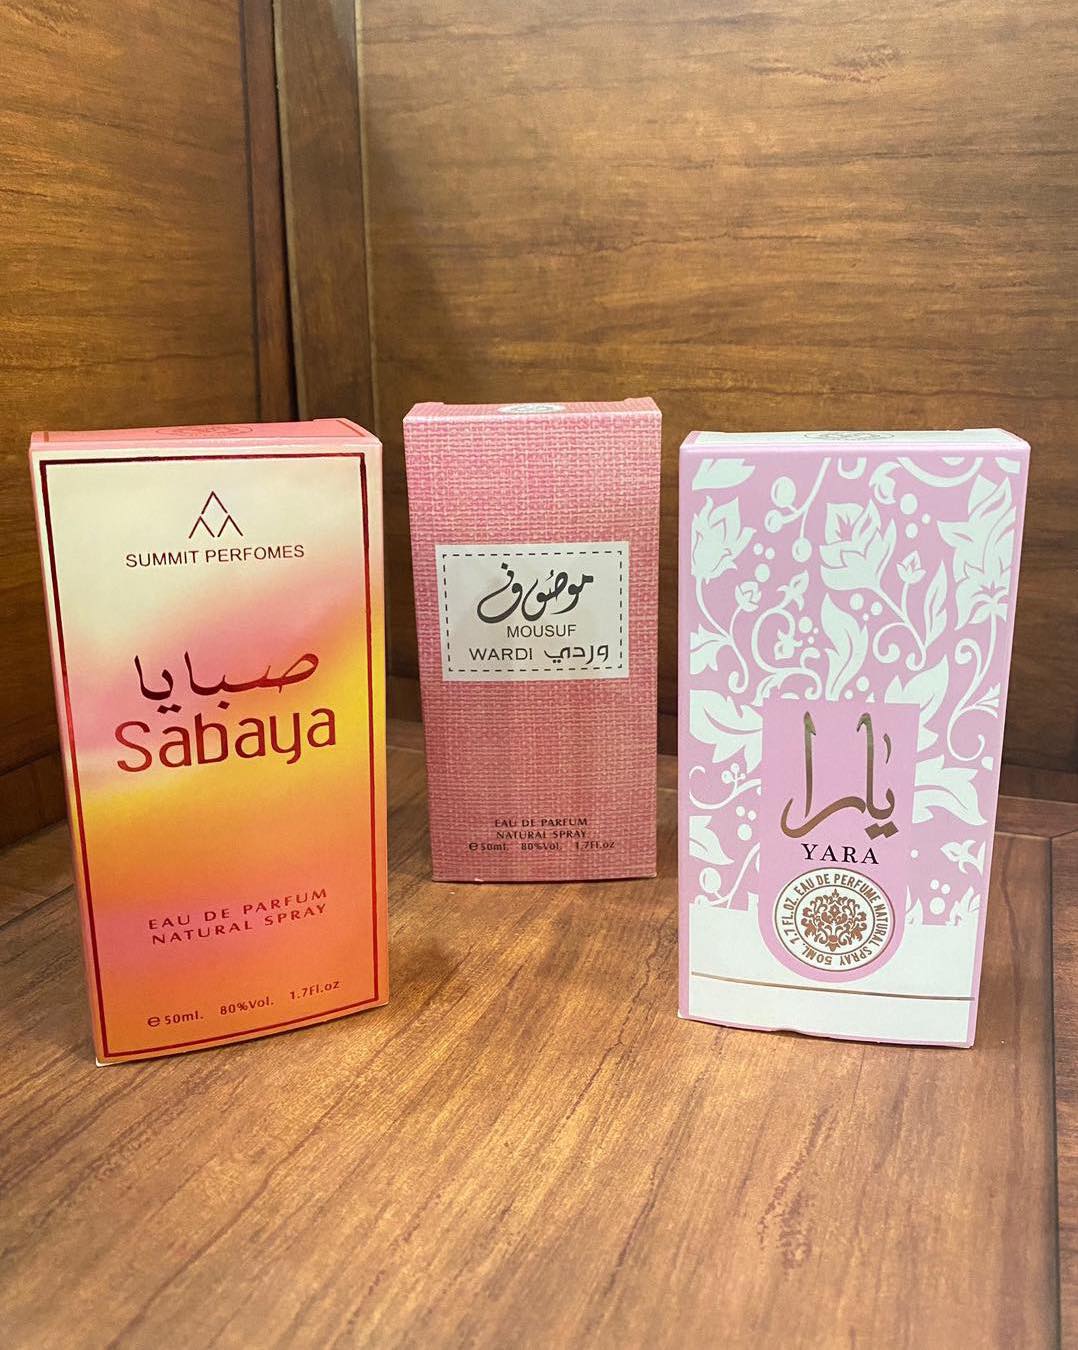 SUMMIT PERFOMES
صبايا
Sabaya
EAU DE PARFUM
NATURAL SPRAY
e50ml. 80%Vol. 1.7Fl.oz
موصوف
MOUSUF
WARDI وردي
EAU DE PARFUM
NATURAL SPRAY
e50ml. 80%Vol. 1.7Fl.oz
يارا
YARA
50ML. 1.7 FL.OZ. EAU DE PERFUME NATURAL SPRAY